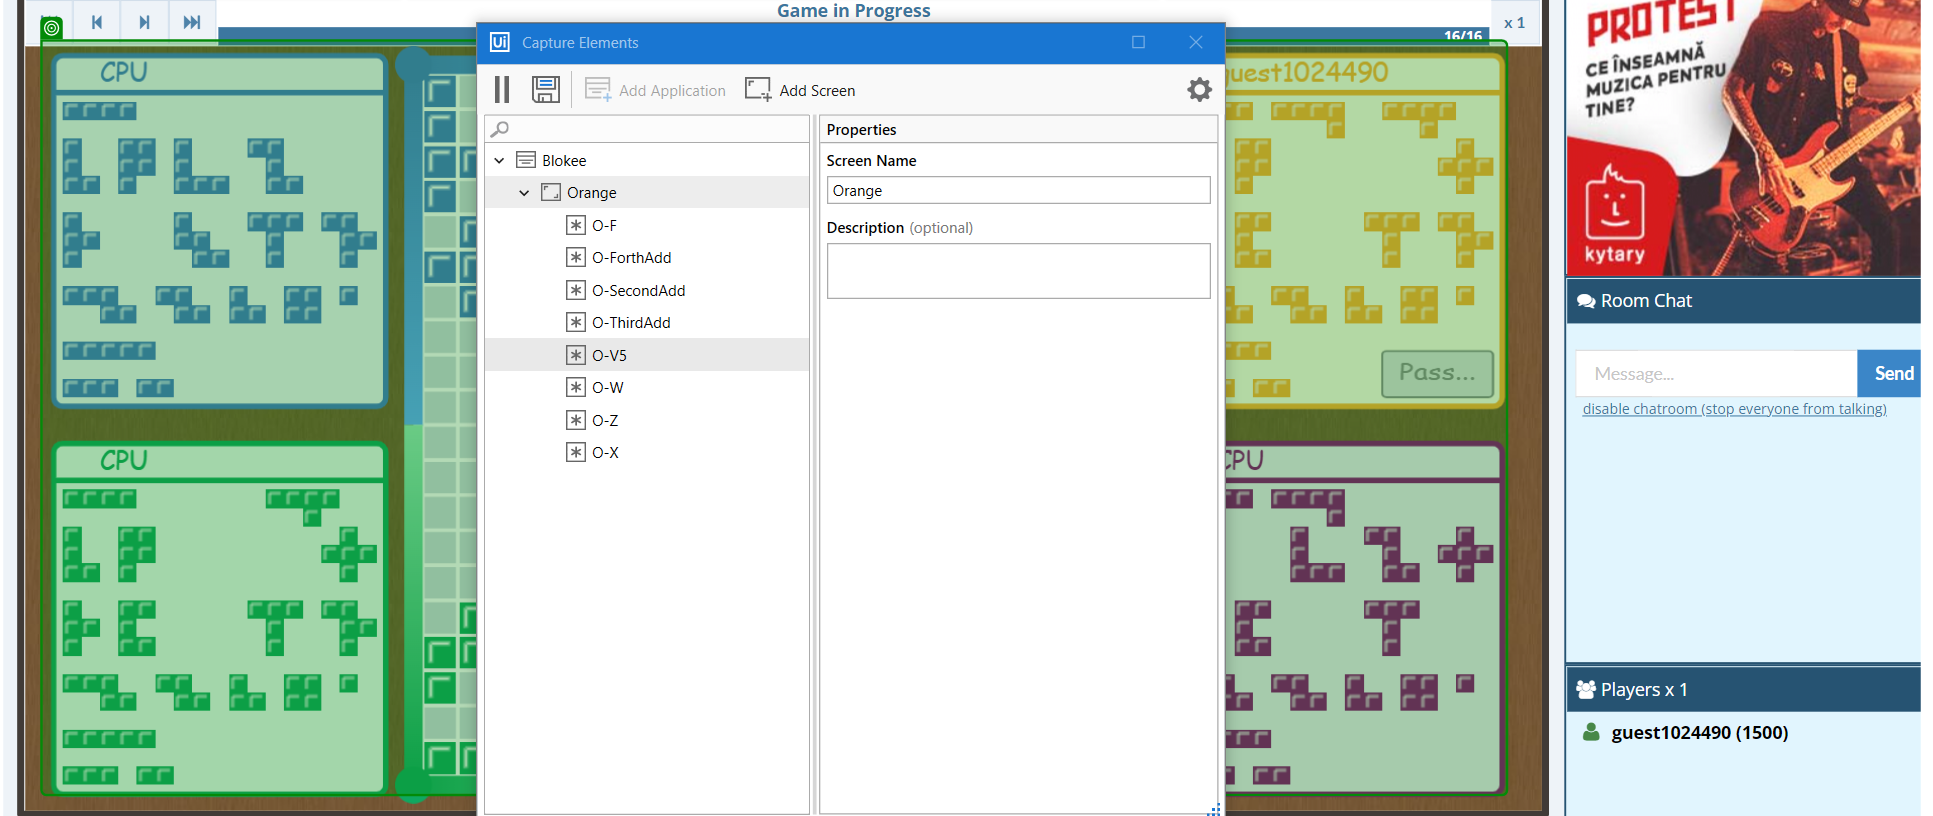 Game in Progress
16/16
x 1
CPU
guest1024490
Pass...
CPU
CPU
Ui
Capture Elements
Add Application
Add Screen
Blokee
Orange
O-F
O-ForthAdd
O-SecondAdd
O-ThirdAdd
O-V5
O-W
O-Z
O-X
Properties
Screen Name
Orange
Description (optional)
PROTEST
CE ÎNSEAMNĂ
MUZICA PENTRU
TINE?
kytary
Room Chat
Message...
Send
disable chatroom (stop everyone from talking)
Players x 1
guest1024490 (1500)